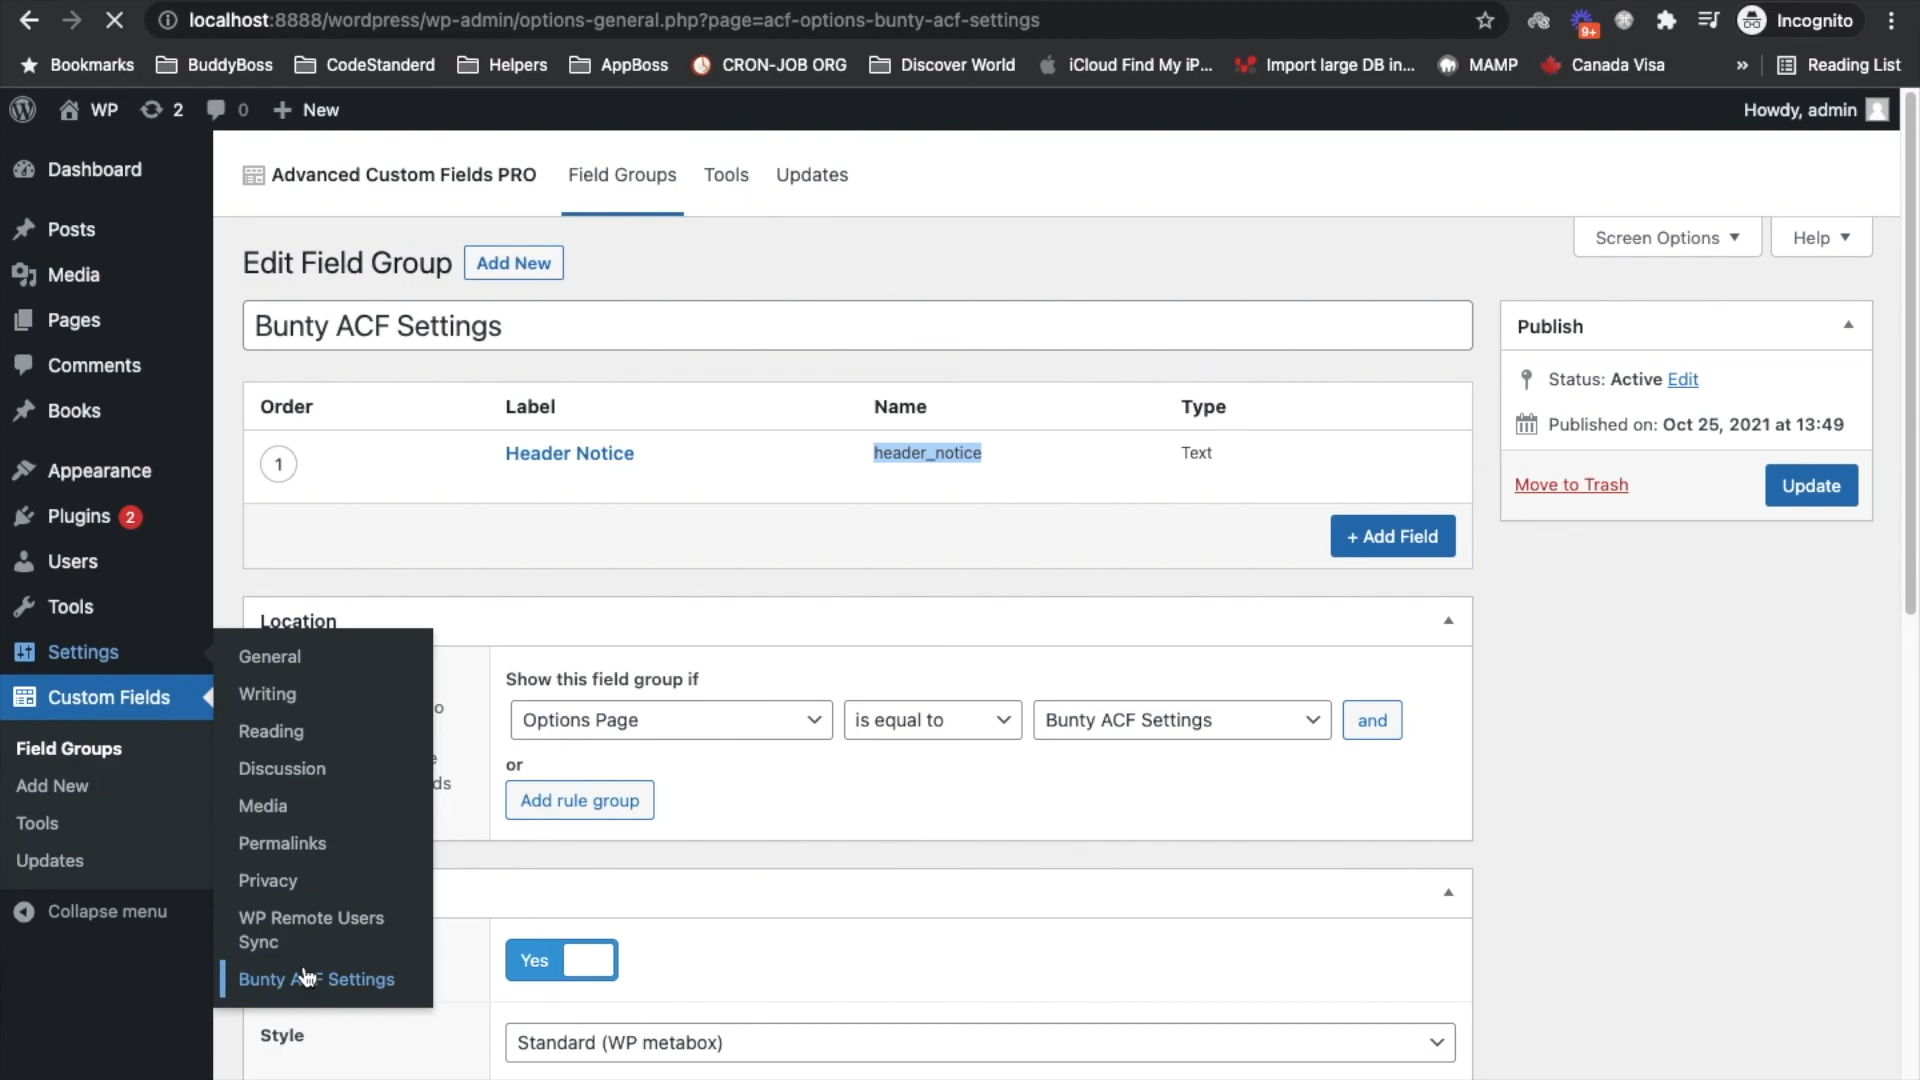 localhost:8888/wordpress/wp-admin/options-general.php?page=acf-options-bunty-acf-settings
9+
Incognito
Bookmarks
BuddyBoss
CodeStanderd
Helpers
AppBoss
CRON-JOB ORG
Discover World
iCloud Find My iP...
Import large DB in...
MAMP
Canada Visa
»
Reading List
WP
2
0
New
Howdy, admin
Dashboard
Posts
Media
Pages
Comments
Books
Appearance
Plugins 2
Users
Tools
Settings
Custom Fields
Field Groups
Add New
Tools
Updates
Collapse menu
General
Writing
Reading
Discussion
Media
Permalinks
Privacy
WP Remote Users
Sync
Bunty ACF Settings
Advanced Custom Fields PRO
Field Groups
Tools
Updates
Screen Options
Help
Edit Field Group
Add New
Bunty ACF Settings
Order
Label
Name
Type
1
Header Notice
header_notice
Text
+ Add Field
Publish
Status: Active Edit
Published on: Oct 25, 2021 at 13:49
Move to Trash
Update
Location
o
e
ds
Show this field group if
Options Page
is equal to
Bunty ACF Settings
and
or
Add rule group
Yes
Style
Standard (WP metabox)